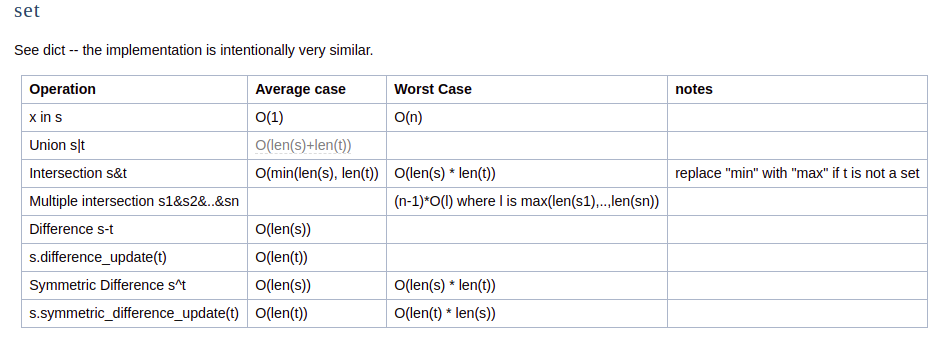 set
See dict -- the implementation is intentionally very similar.
Operation Average case Worst Case notes
x in s O(1) O(n)
Union s|t O(len(s)+len(t))
Intersection s&t O(min(len(s), len(t)) O(len(s) * len(t)) replace "min" with "max" if t is not a set
Multiple intersection s1&s2&..&sn (n-1)*O(l) where l is max(len(s1),..,len(sn))
Difference s-t O(len(s))
s.difference_update(t) O(len(t))
Symmetric Difference s^t O(len(s)) O(len(s) * len(t))
s.symmetric_difference_update(t) O(len(t)) O(len(t) * len(s))